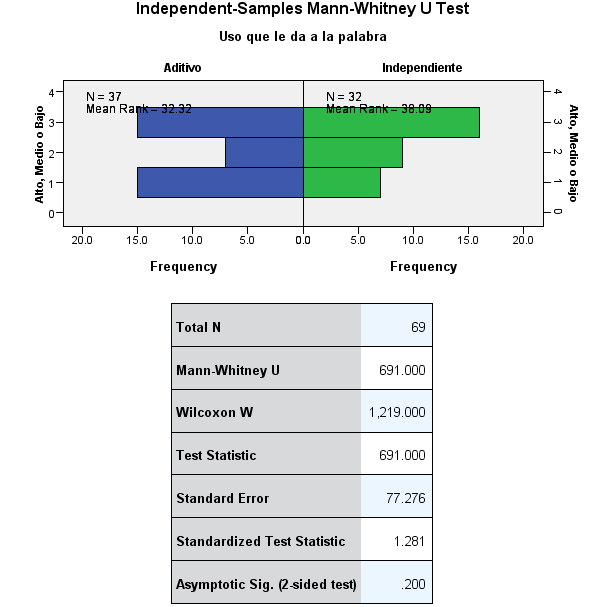 Independent-Samples Mann-Whitney U Test
Uso que le da a la palabra
Aditivo Independiente
N = 37 N = 32
Mean Rank = 32.32 Mean Rank = 38.09
Alto, Medio o Bajo
4
3
2
1
0
Alto, Medio o Bajo
4
3
2
1
0
20.0 15.0 10.0 5.0 0.0 0.0 5.0 10.0 15.0 20.0
Frequency Frequency
Total N 69
Mann-Whitney U 691.000
Wilcoxon W 1,219.000
Test Statistic 691.000
Standard Error 77.276
Standardized Test Statistic 1.281
Asymptotic Sig. (2-sided test) .200